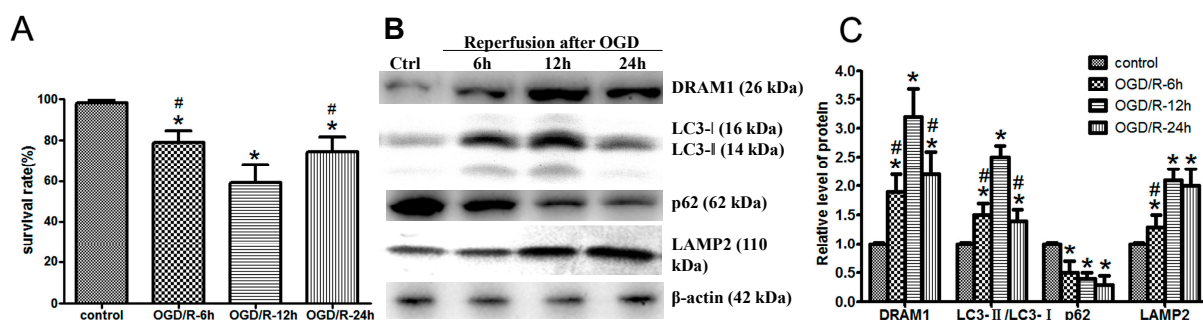 A
survival rate(%)
100
80
60
40
20
0
#
*
*
#
*
control
OGD/R-6h
OGD/R-12h
OGD/R-24h
B
Reperfusion after OGD
Ctrl 6h 12h 24h
DRAM1 (26 kDa)
LC3-Ⅰ (16 kDa)
LC3-Ⅱ (14 kDa)
p62 (62 kDa)
LAMP2 (110
kDa)
β-actin (42 kDa)
C
Relative level of protein
4.0
3.5
3.0
2.5
2.0
1.5
1.0
0.5
0.0
control
OGD/R-6h
OGD/R-12h
OGD/R-24h
#
*
*
#
*
#
*
*
#
*
*
*
*
#
*
*
*
DRAM1
LC3-Ⅱ/LC3-Ⅰ
p62
LAMP2